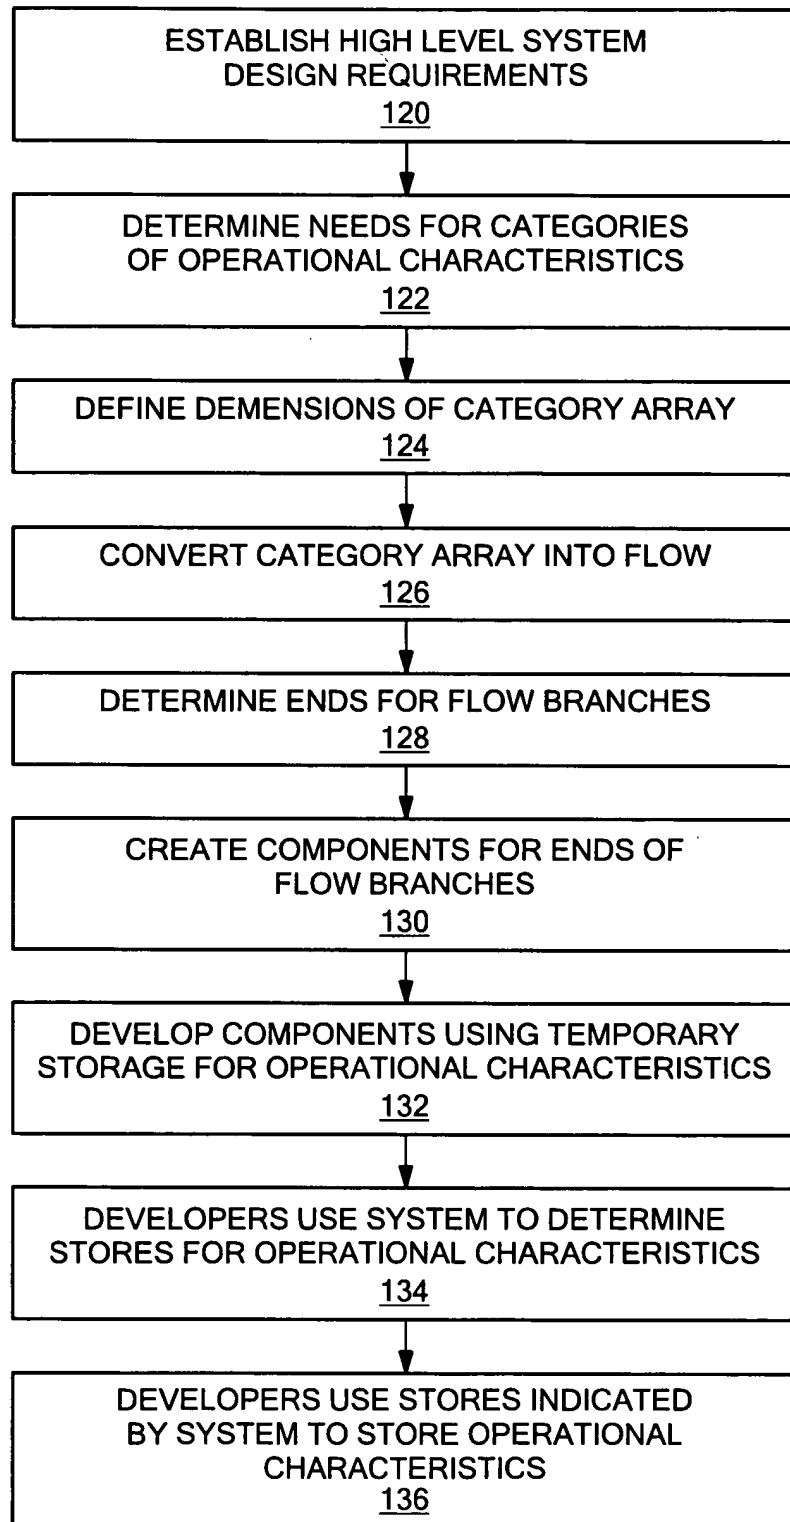 ESTABLISH HIGH LEVEL SYSTEM
DESIGN REQUIREMENTS
120
DETERMINE NEEDS FOR CATEGORIES
OF OPERATIONAL CHARACTERISTICS
122
DEFINE DEMENSIONS OF CATEGORY ARRAY
124
CONVERT CATEGORY ARRAY INTO FLOW
126
DETERMINE ENDS FOR FLOW BRANCHES
128
CREATE COMPONENTS FOR ENDS OF
FLOW BRANCHES
130
DEVELOP COMPONENTS USING TEMPORARY
STORAGE FOR OPERATIONAL CHARACTERISTICS
132
DEVELOPERS USE SYSTEM TO DETERMINE
STORES FOR OPERATIONAL CHARACTERISTICS
134
DEVELOPERS USE STORES INDICATED
BY SYSTEM TO STORE OPERATIONAL
CHARACTERISTICS
136